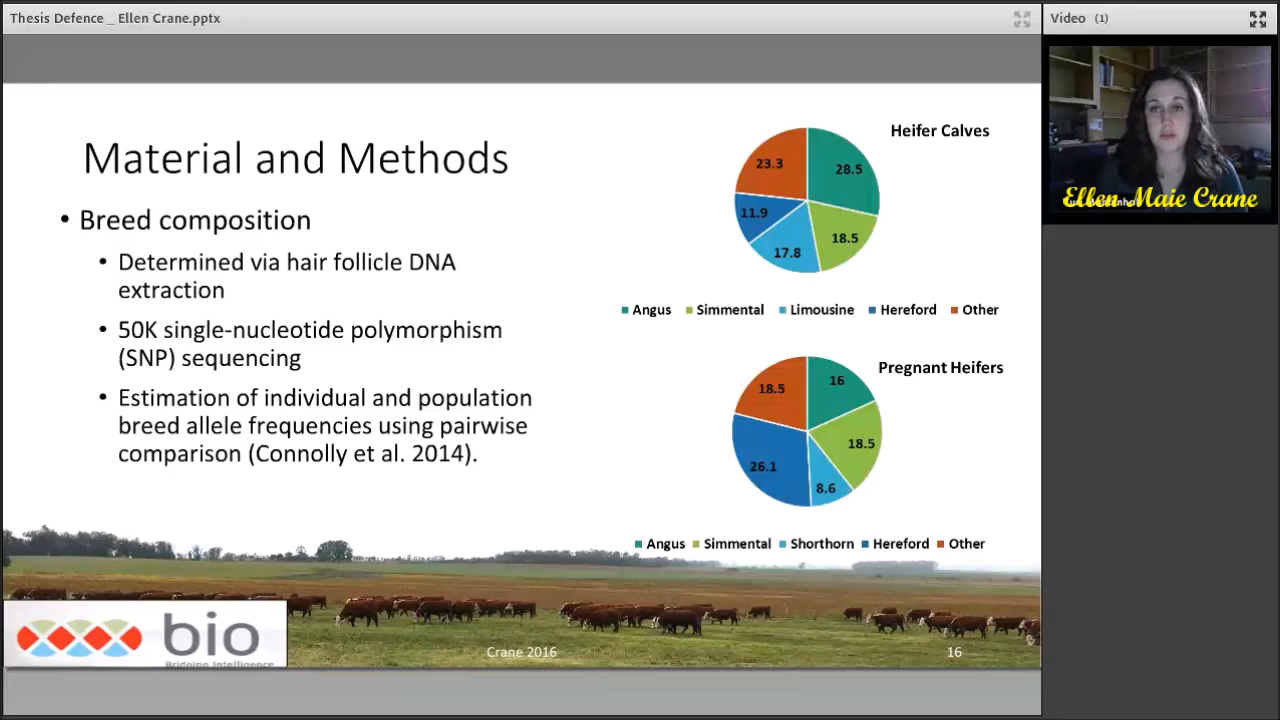 Thesis Defence _ Ellen Crane.pptx
Video (1)
Ellen Maie Crane
Material and Methods
• Breed composition
• Determined via hair follicle DNA
extraction
• 50K single-nucleotide polymorphism
(SNP) sequencing
• Estimation of individual and population
breed allele frequencies using pairwise
comparison (Connolly et al. 2014).
Heifer Calves
23.3
28.5
11.9
18.5
17.8
Angus Simmental Limousine Hereford Other
Pregnant Heifers
18.5
16
18.5
26.1
8.6
Angus Simmental Shorthorn Hereford Other
bio
Bridging Intelligence
Crane 2016
16